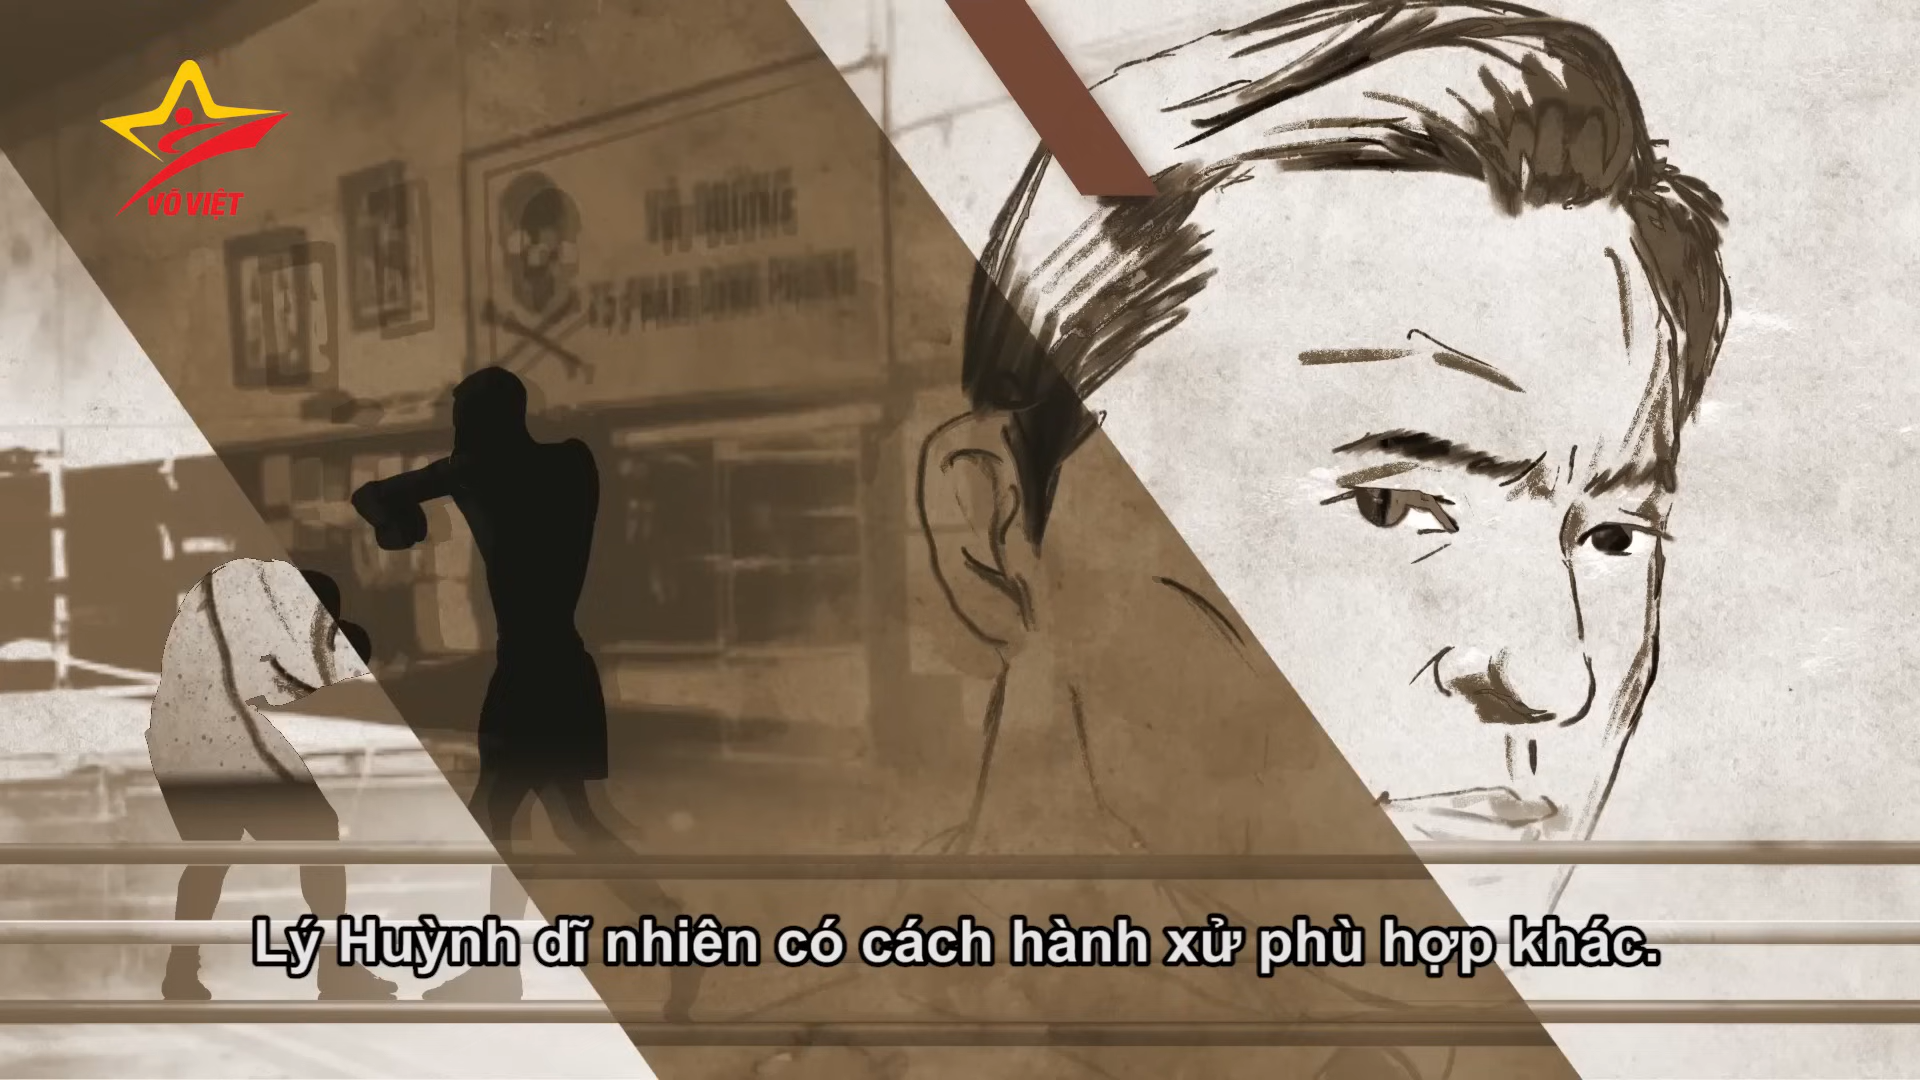 VÕ VIỆT
VÕ ĐƯỜNG
Lý Huỳnh dĩ nhiên có cách hành xử phù hợp khác.